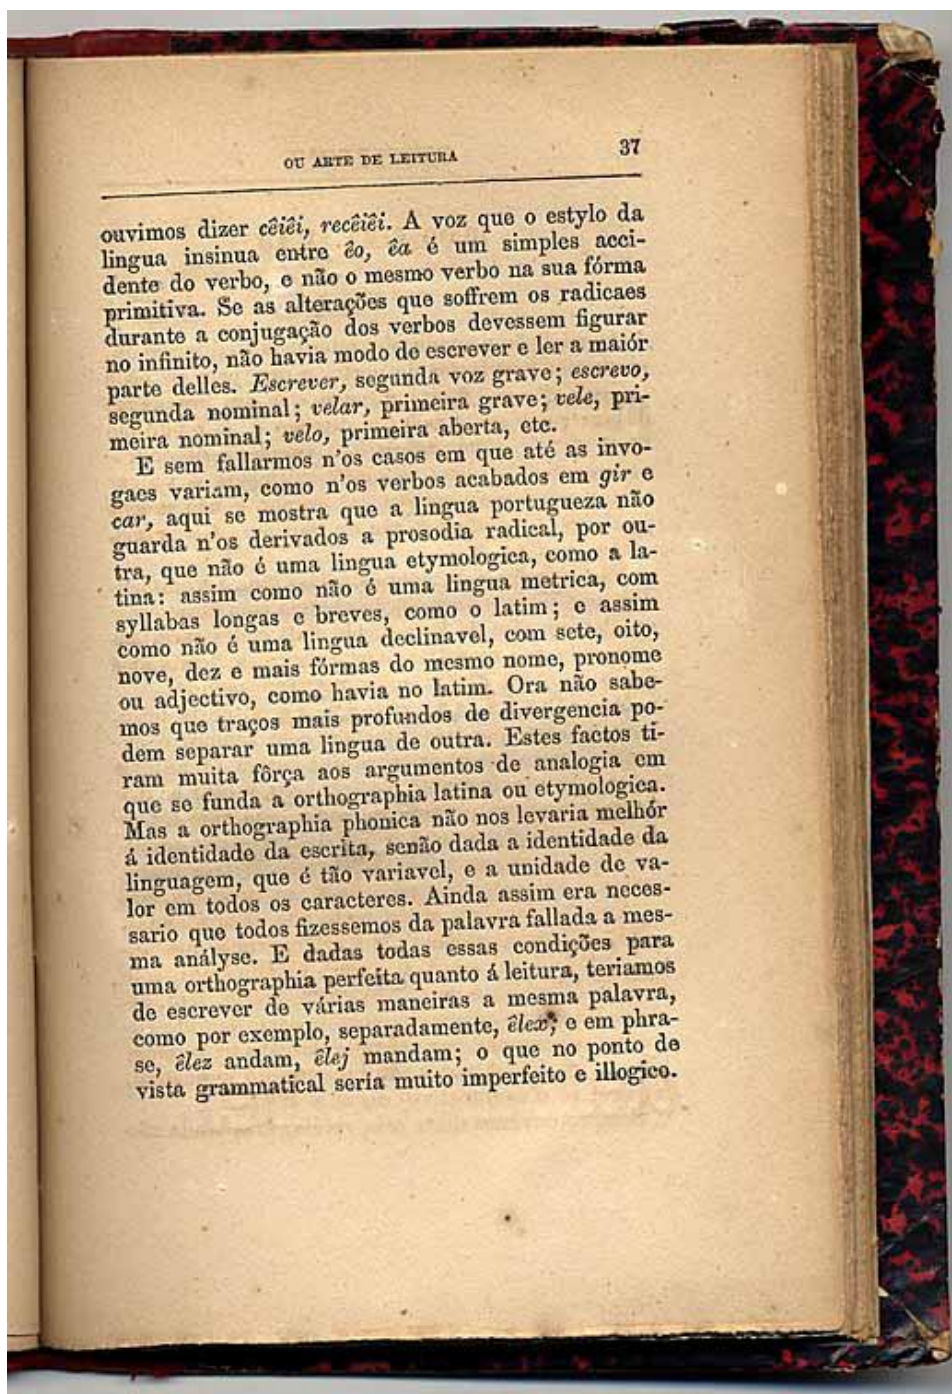 OU ARTE DE LEITURA 37
ouvimos dizer cêiêi, recêiêi. A voz que o estylo da
lingua insinua entre êo, êa é um simples acci-
dente do verbo, e não o mesmo verbo na sua fórma
primitiva. Se as alterações que soffrem os radicaes
durante a conjugação dos verbos devessem figurar
no infinito, não havia modo de escrever e ler a maiór
parte delles. Escrever, segunda voz grave; escrevo,
segunda nominal; velar, primeira grave; vele, pri-
meira nominal; velo, primeira aberta, etc.
E sem fallarmos n'os casos em que até as invo-
gaes variam, como n'os verbos acabados em gir e
car, aqui se mostra que a lingua portugueza não
guarda n'os derivados a prosodia radical, por ou-
tra, que não é uma lingua etymologica, como a la-
tina: assim como não é uma lingua metrica, com
syllabas longas e breves, como o latim; e assim
como não é uma lingua declinavel, com sete, oito,
nove, dez e mais fórmas do mesmo nome, pronome
ou adjectivo, como havia no latim. Ora não sabe-
mos que traços mais profundos de divergencia po-
dem separar uma lingua de outra. Estes factos ti-
ram muita fôrça aos argumentos de analogia em
que se funda a orthographia latina ou etymologica.
Mas a orthographia phonica não nos levaria melhór
á identidade da escrita, senão dada a identidade da
linguagem, que é tão variavel, e a unidade de va-
lor em todos os caracteres. Ainda assim era neces-
sario que todos fizessemos da palavra fallada a mes-
ma análise. E dadas todas essas condições para
uma orthographia perfeita quanto á leitura, teriamos
de escrever de várias maneiras a mesma palavra,
como por exemplo, separadamente, êlex; e em phra-
se, êlez andam, êlej mandam; o que no ponto de
vista grammatical sería muito imperfeito e illogico.